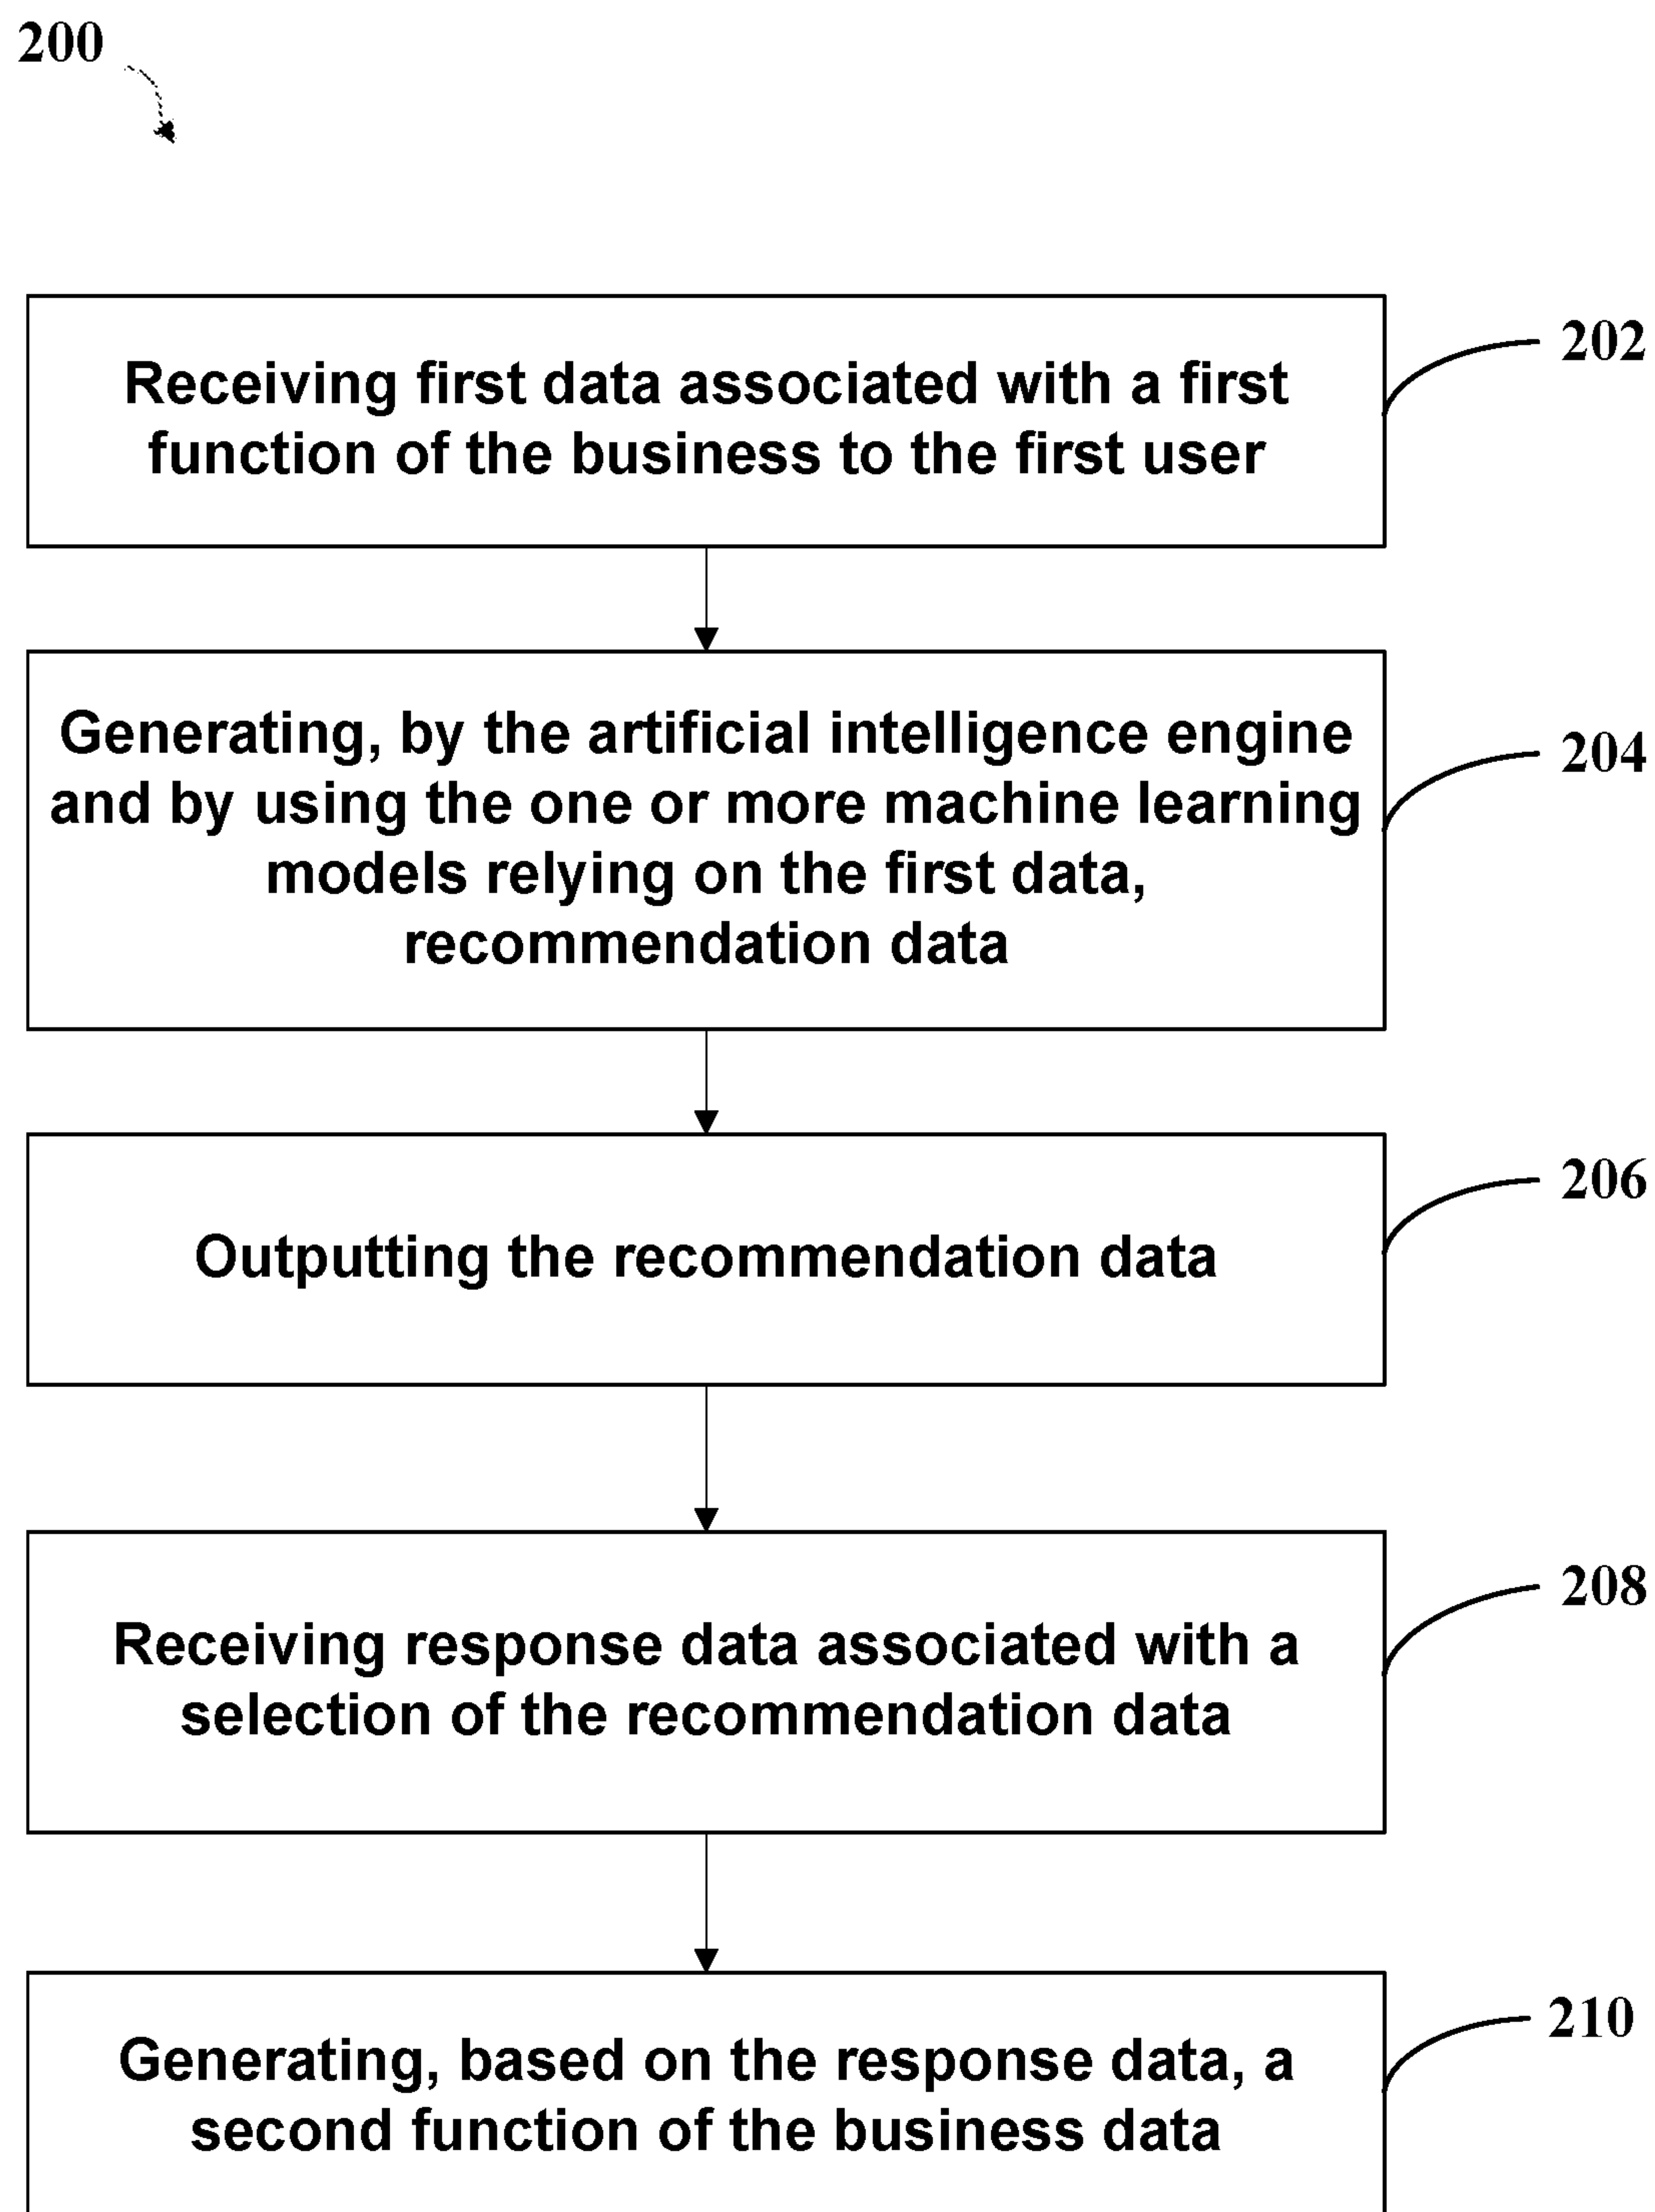 200
202
Receiving first data associated with a first
function of the business to the first user
204
Generating, by the artificial intelligence engine
and by using the one or more machine learning
models relying on the first data,
recommendation data
206
Outputting the recommendation data
208
Receiving response data associated with a
selection of the recommendation data
210
Generating, based on the response data, a
second function of the business data